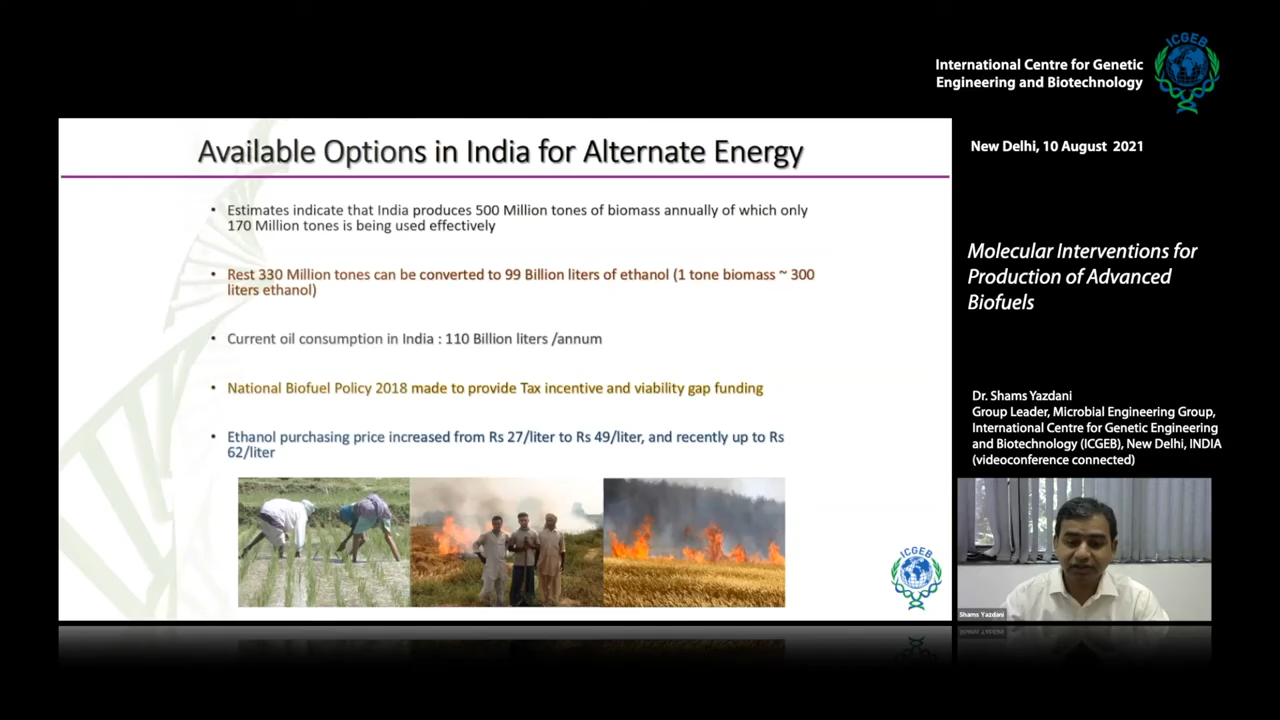 ICGEB
International Centre for Genetic
Engineering and Biotechnology
New Delhi, 10 August 2021
Available Options in India for Alternate Energy
• Estimates indicate that India produces 500 Million tones of biomass annually of which only
170 Million tones is being used effectively
• Rest 330 Million tones can be converted to 99 Billion liters of ethanol (1 tone biomass ~ 300
liters ethanol)
• Current oil consumption in India : 110 Billion liters /annum
• National Biofuel Policy 2018 made to provide Tax incentive and viability gap funding
• Ethanol purchasing price increased from Rs 27/liter to Rs 49/liter, and recently up to Rs
62/liter
ICGEB
Molecular Interventions for
Production of Advanced
Biofuels
Dr. Shams Yazdani
Group Leader, Microbial Engineering Group,
International Centre for Genetic Engineering
and Biotechnology (ICGEB), New Delhi, INDIA
(videoconference connected)
Shams Yazdani